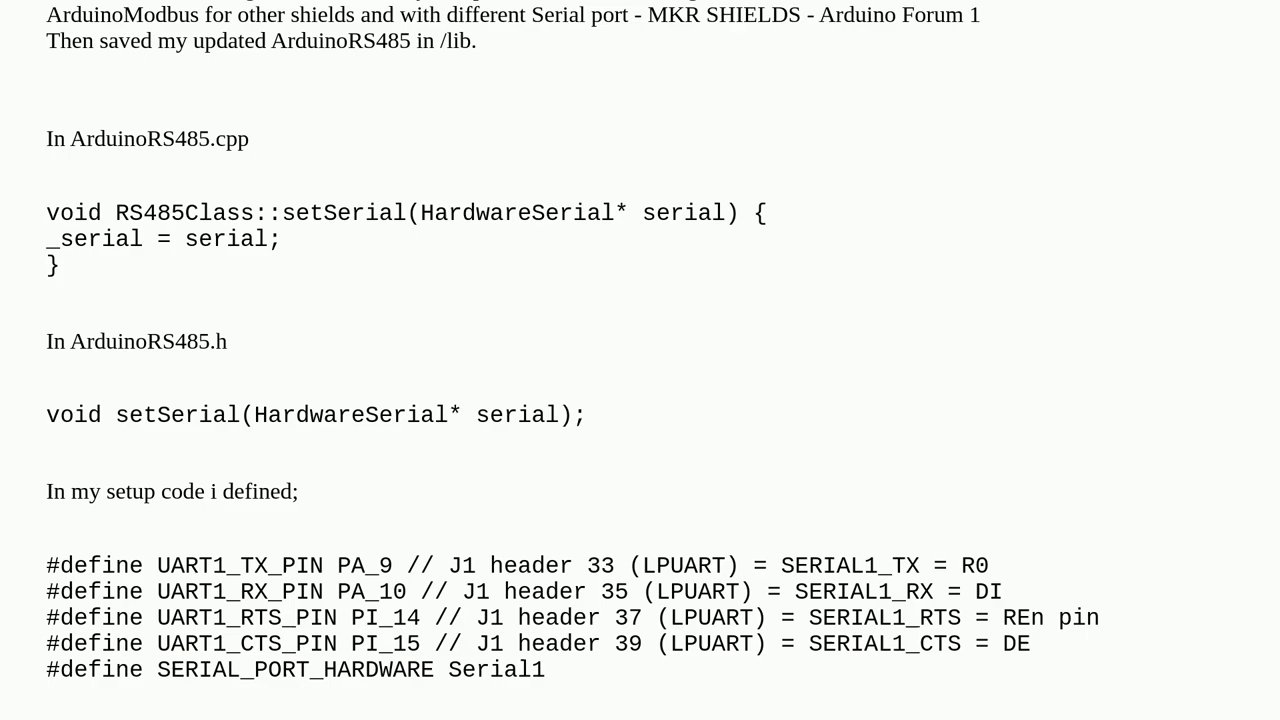 ArduinoModbus for other shields and with different Serial port - MKR SHIELDS - Arduino Forum 1
Then saved my updated ArduinoRS485 in /lib.
In ArduinoRS485.cpp
void RS485Class::setSerial(HardwareSerial* serial) {
_serial = serial;
}
In ArduinoRS485.h
void setSerial(HardwareSerial* serial);
In my setup code i defined;
#define UART1_TX_PIN PA_9 // J1 header 33 (LPUART) = SERIAL1_TX = R0
#define UART1_RX_PIN PA_10 // J1 header 35 (LPUART) = SERIAL1_RX = DI
#define UART1_RTS_PIN PI_14 // J1 header 37 (LPUART) = SERIAL1_RTS = REn pin
#define UART1_CTS_PIN PI_15 // J1 header 39 (LPUART) = SERIAL1_CTS = DE
#define SERIAL_PORT_HARDWARE Serial1